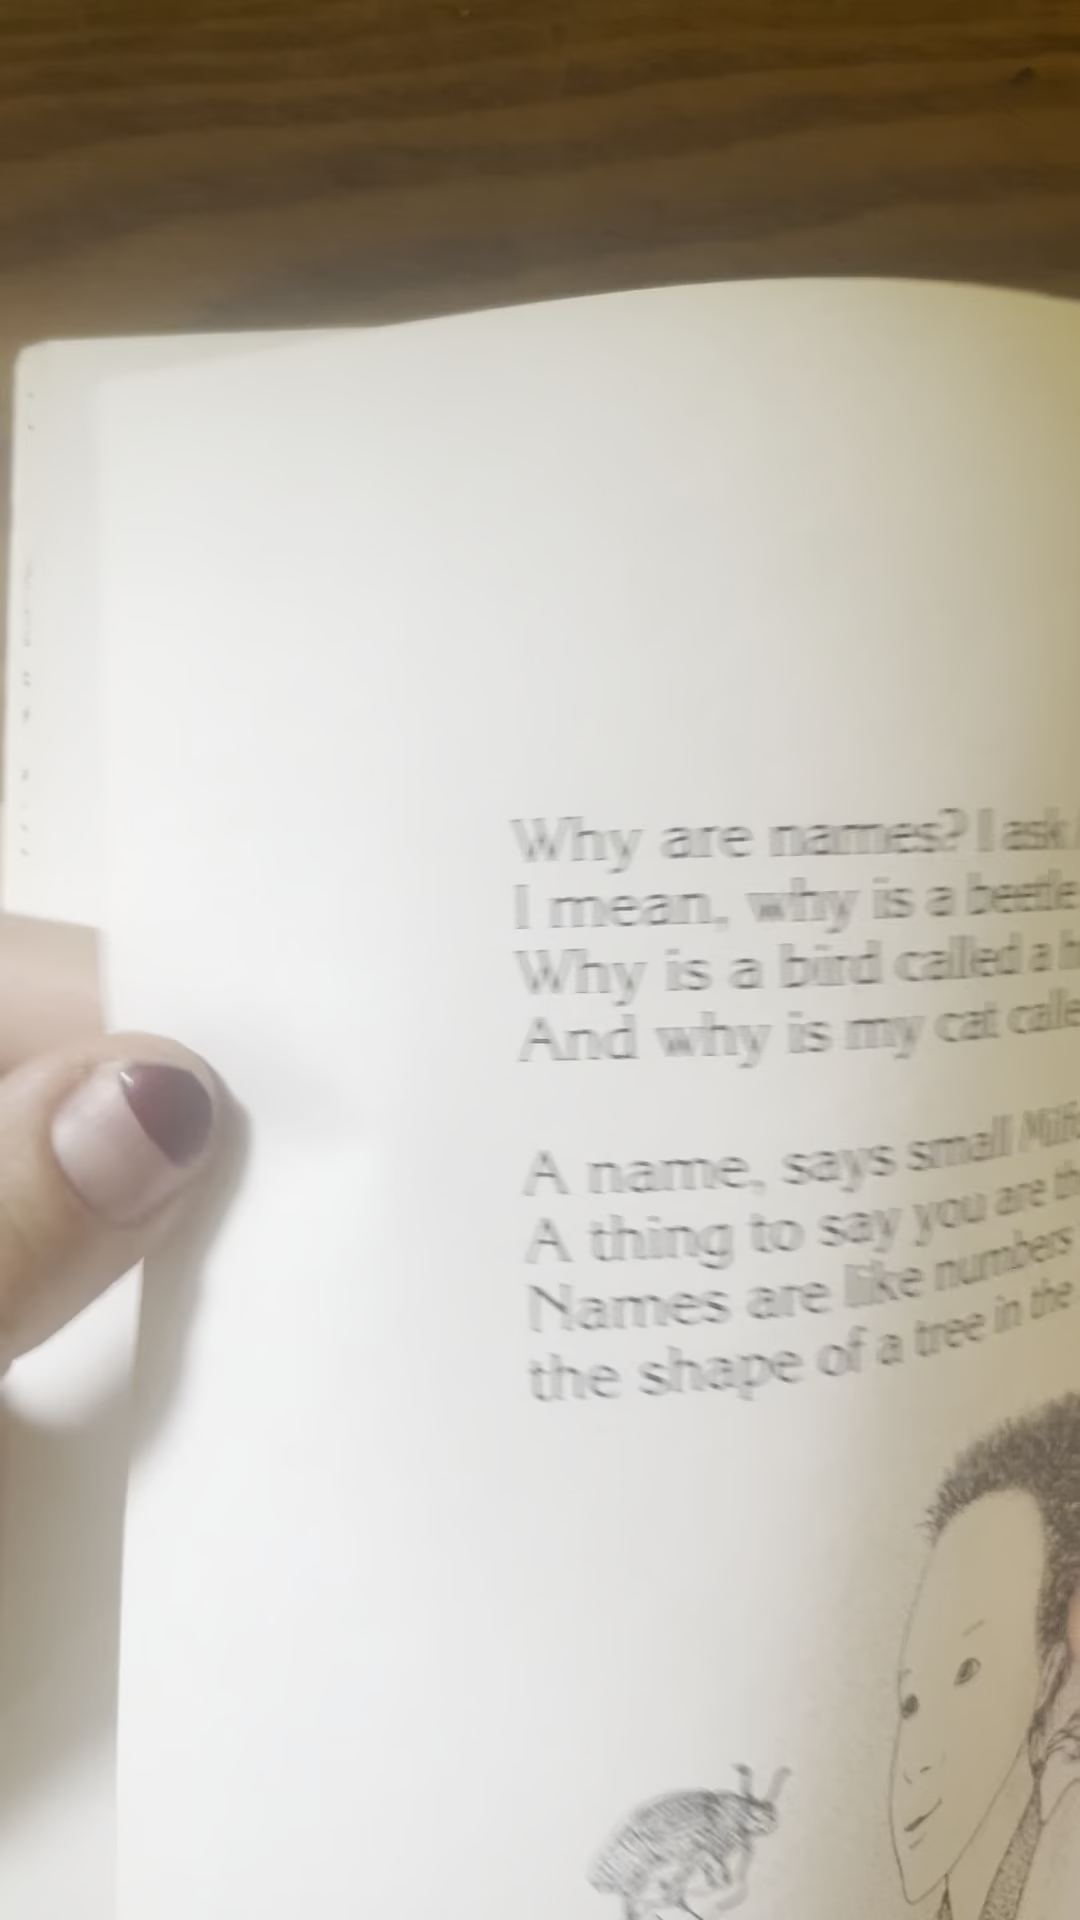 Why are names? I ask
I mean, why is a beetle
Why is a bird called a
And why is my cat
A name, says small
A thing to say you are
Names are like numbers
the shape of a tree in the